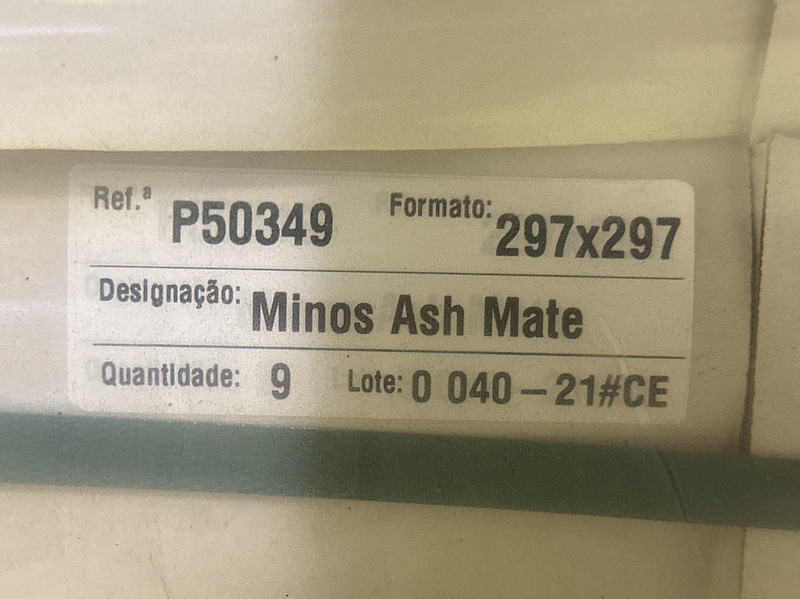 Ref.ª P50349 Formato: 297x297
Designação: Minos Ash Mate
Quantidade: 9 Lote: 0 040-21#CE